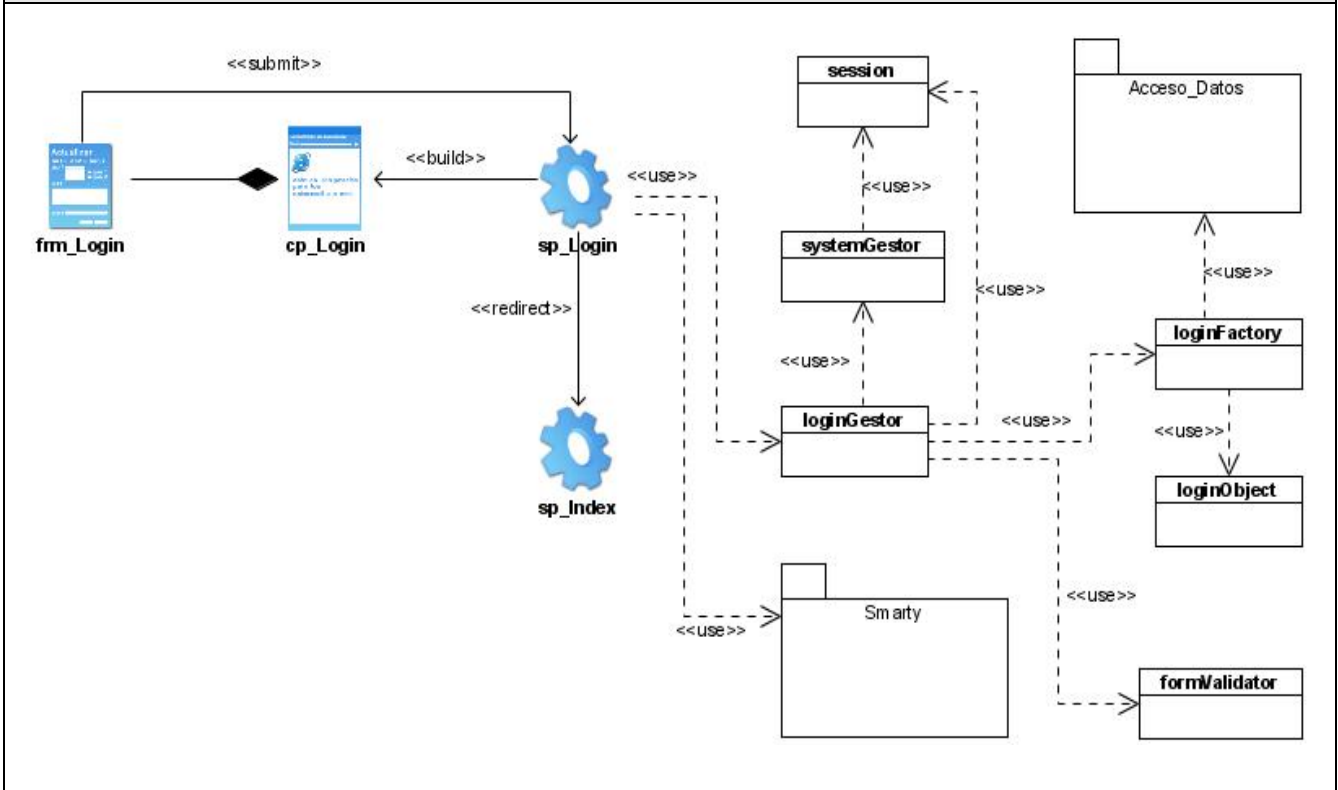 <<submit>>
session
Acceso_Datos
<<build>>
<<use>>
<<use>>
frm_Login
cp_Login
sp_Login
systemGestor
<<use>>
<<use>>
<<redirect>>
loginFactory
<<use>>
loginGestor
<<use>>
<<use>>
loginObject
sp_Index
<<use>>
Smarty
<<use>>
formValidator
Actualizar